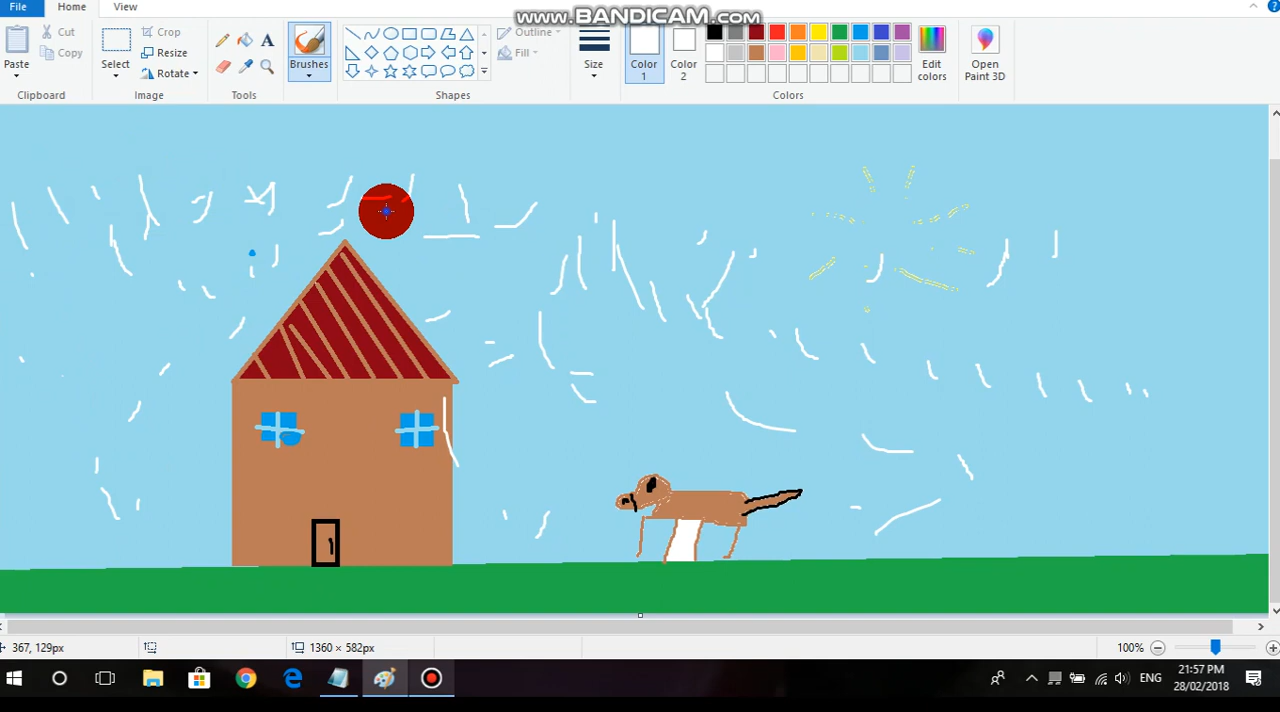 www.BANDICAM.com
File Home View
Paste
Cut
Copy
Clipboard
Select
Crop
Resize
Rotate
Image
A
Tools
Brushes
Outline
Fill
Shapes
Size
Color 1
Color 2
Edit colors
Colors
Open Paint 3D
367, 129px
1360 × 582px
100%
ENG
21:57 PM
28/02/2018